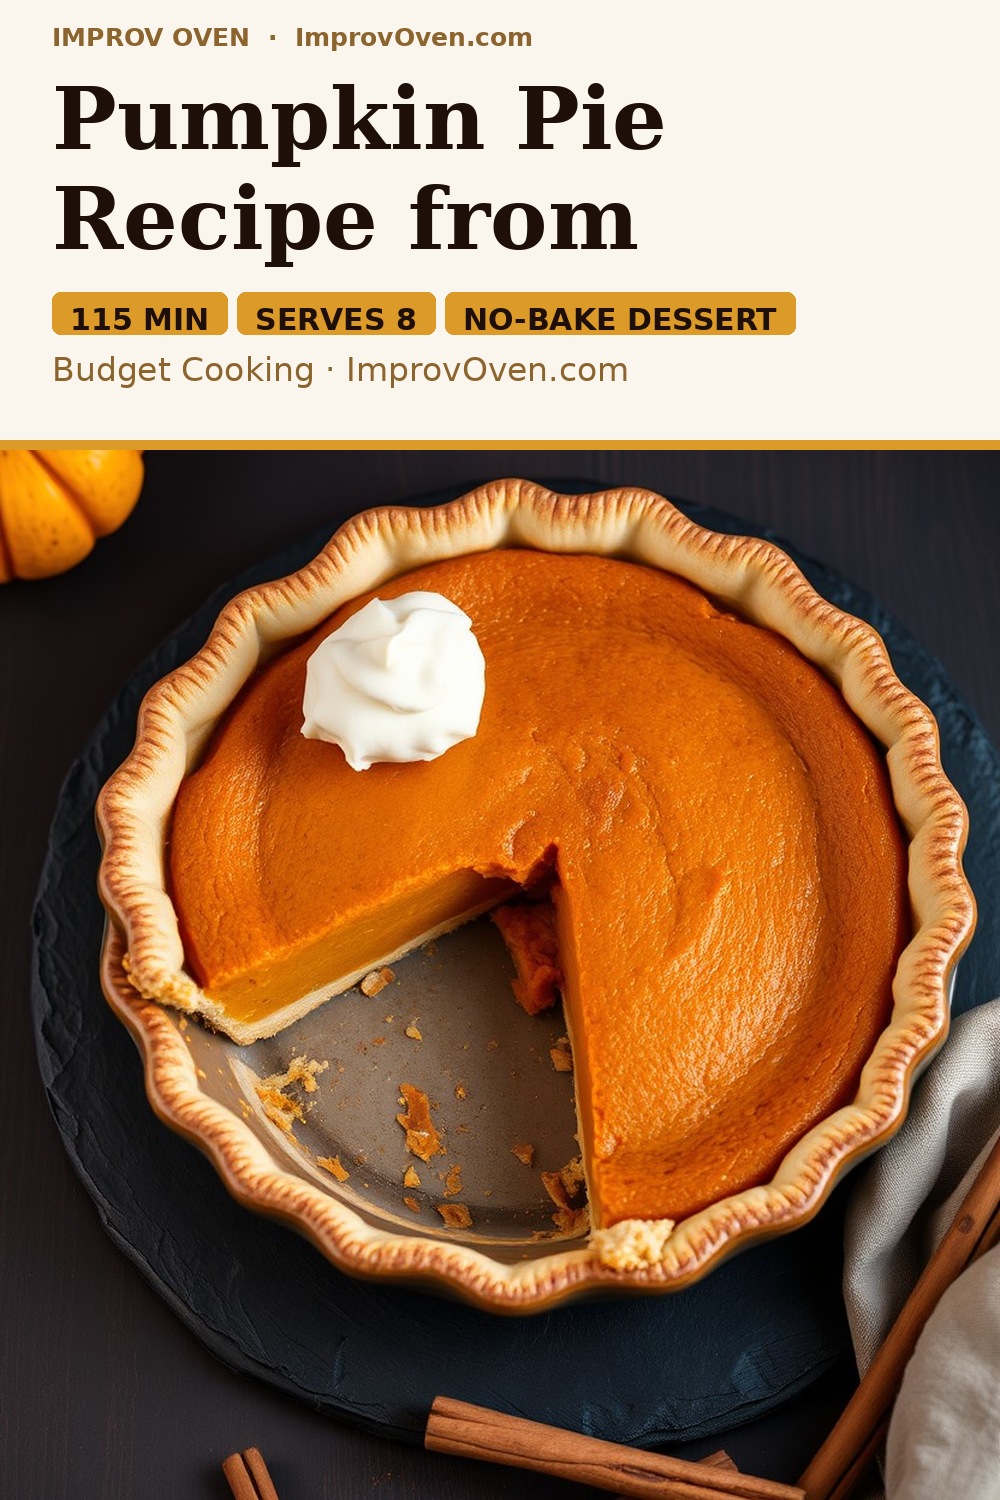 IMPROV OVEN · ImprovOven.com
Pumpkin Pie
Recipe from
115 MIN SERVES 8 NO-BAKE DESSERT
Budget Cooking · ImprovOven.com